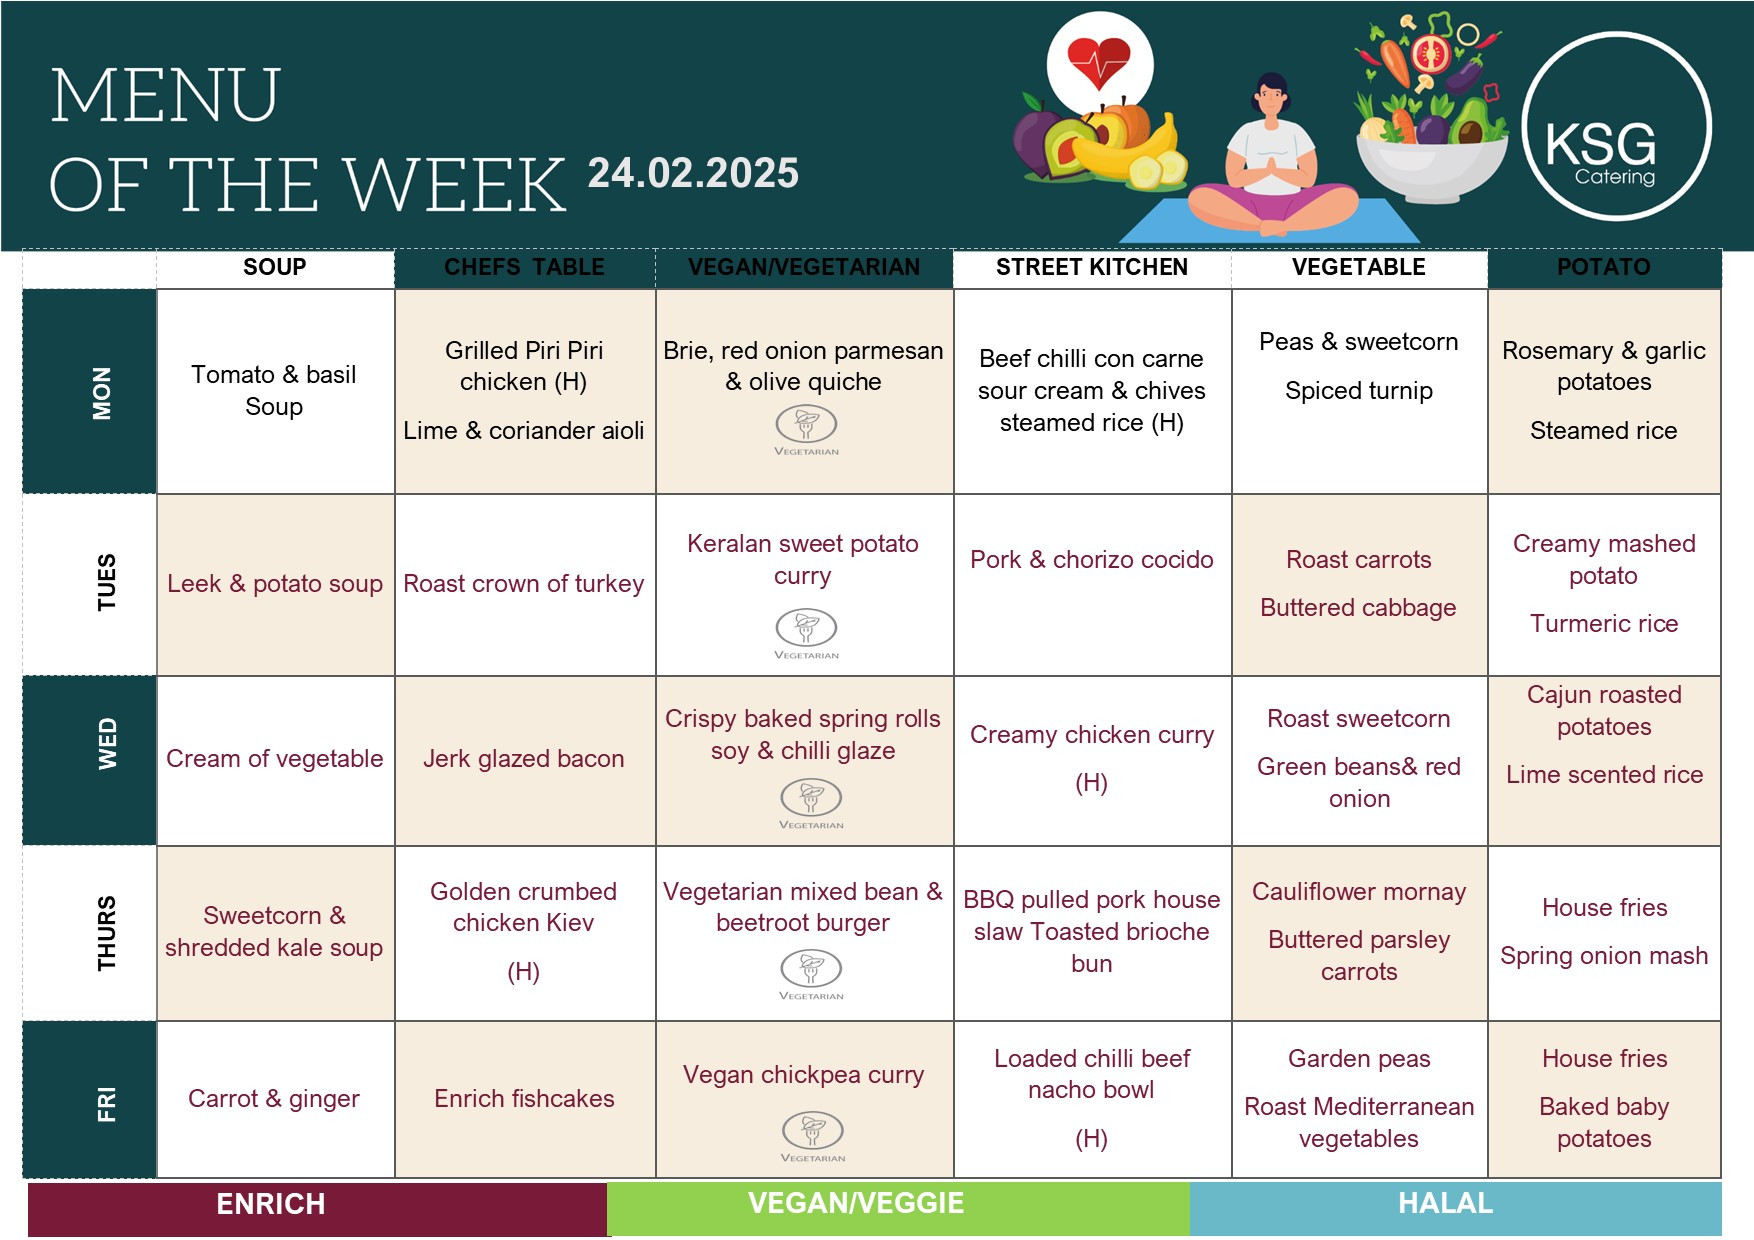 MENU
OF THE WEEK 24.02.2025
KSG
Catering
SOUP CHEFS TABLE VEGAN/VEGETARIAN STREET KITCHEN VEGETABLE POTATO
MON
Tomato & basil
Soup
Grilled Piri Piri
chicken (H)
Lime & coriander aioli
Brie, red onion parmesan
& olive quiche
VEGETARIAN
Beef chilli con carne
sour cream & chives
steamed rice (H)
Peas & sweetcorn
Spiced turnip
Rosemary & garlic
potatoes
Steamed rice
TUES
Leek & potato soup
Roast crown of turkey
Keralan sweet potato
curry
VEGETARIAN
Pork & chorizo cocido
Roast carrots
Buttered cabbage
Creamy mashed
potato
Turmeric rice
WED
Cream of vegetable
Jerk glazed bacon
Crispy baked spring rolls
soy & chilli glaze
VEGETARIAN
Creamy chicken curry
(H)
Roast sweetcorn
Green beans& red
onion
Cajun roasted
potatoes
Lime scented rice
THURS
Sweetcorn &
shredded kale soup
Golden crumbed
chicken Kiev
(H)
Vegetarian mixed bean &
beetroot burger
VEGETARIAN
BBQ pulled pork house
slaw Toasted brioche
bun
Cauliflower mornay
Buttered parsley
carrots
House fries
Spring onion mash
FRI
Carrot & ginger
Enrich fishcakes
Vegan chickpea curry
VEGETARIAN
Loaded chilli beef
nacho bowl
(H)
Garden peas
Roast Mediterranean
vegetables
House fries
Baked baby
potatoes
ENRICH VEGAN/VEGGIE HALAL